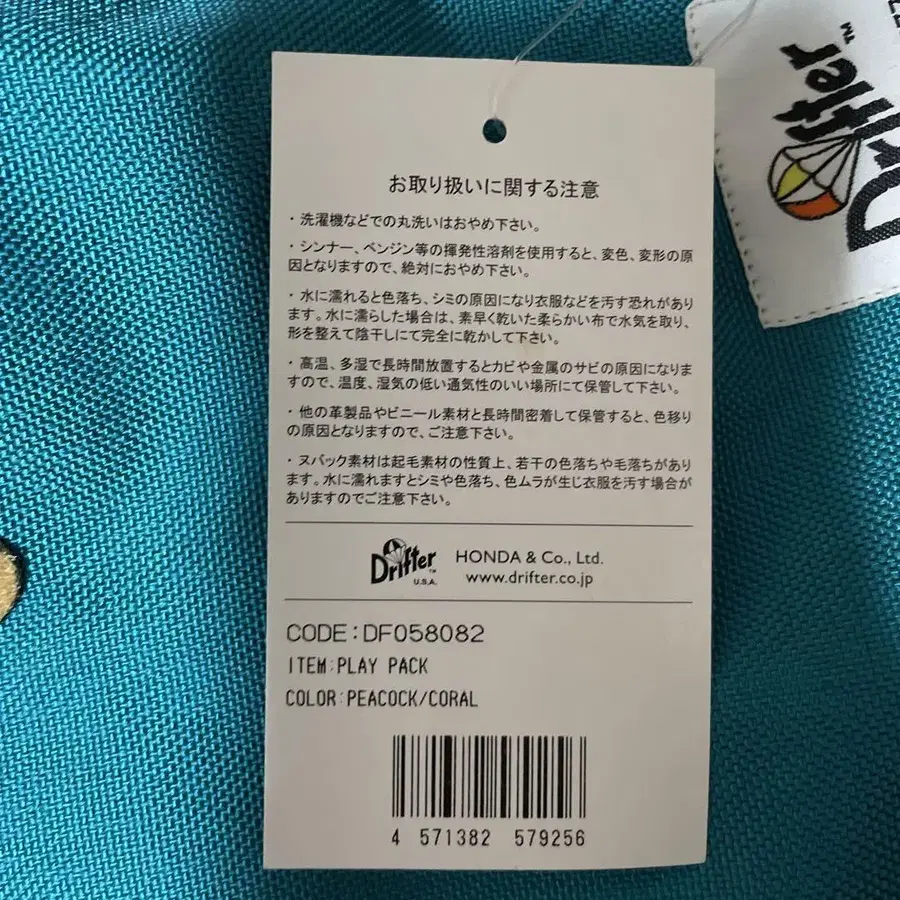 Drifter™
お取り扱いに関する注意
・洗濯機などでの丸洗いはおやめ下さい。
・シンナー、ベンジン等の揮発性溶剤を使用すると、変色、変形の原
因となりますので、絶対におやめ下さい。
・水に濡れると色落ち、シミの原因になり衣服などを汚す恐れがあり
ます。水に濡らした場合は、素早く乾いた柔らかい布で水気を取り、
形を整えて陰干しにて完全に乾かして下さい。
・高温、多湿で長時間放置するとカビや金属のサビの原因になりま
すので、温度、湿気の低い通気性のいい場所にて保管して下さい。
・他の革製品やビニール素材と長時間密着して保管すると、色移り
の原因となりますので、ご注意下さい。
・ヌバック素材は起毛素材の性質上、若干の色落ちや毛落ちがあり
ます。水に濡れますとシミや色落ち、色ムラが生じ衣服を汚す場合が
ありますのでご注意下さい。
Drifter™
U.S.A.
HONDA & Co., Ltd.
www.drifter.co.jp
CODE:DF058082
ITEM:PLAY PACK
COLOR:PEACOCK/CORAL
4 571382 579256